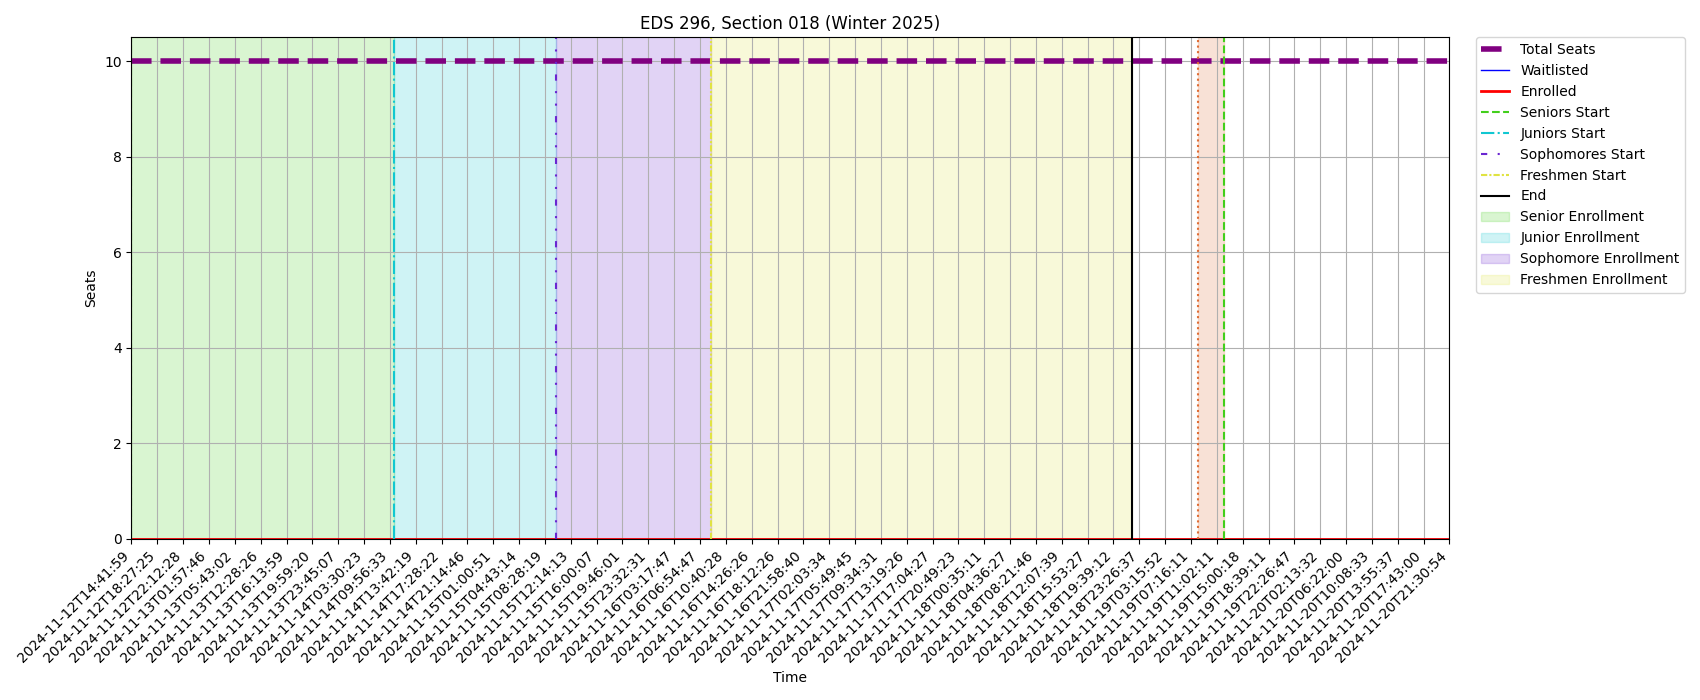 EDS 296, Section 018 (Winter 2025)
10
8
6
4
2
0
Seats
2024-11-12T14:41:59
2024-11-12T18:27:25
2024-11-12T22:12:28
2024-11-13T01:57:46
2024-11-13T05:43:02
2024-11-13T12:28:26
2024-11-13T16:13:59
2024-11-13T19:59:20
2024-11-13T23:45:07
2024-11-14T03:30:23
2024-11-14T09:56:33
2024-11-14T13:42:19
2024-11-14T17:28:22
2024-11-14T21:14:46
2024-11-15T01:00:51
2024-11-15T04:43:14
2024-11-15T08:28:19
2024-11-15T12:14:13
2024-11-15T16:00:07
2024-11-15T19:46:01
2024-11-15T23:32:31
2024-11-16T03:17:47
2024-11-16T06:54:47
2024-11-16T10:40:28
2024-11-16T14:26:26
2024-11-16T18:12:26
2024-11-16T21:58:40
2024-11-17T02:03:34
2024-11-17T05:49:45
2024-11-17T09:34:31
2024-11-17T13:19:26
2024-11-17T17:04:27
2024-11-17T20:49:23
2024-11-18T00:35:11
2024-11-18T04:36:27
2024-11-18T08:21:46
2024-11-18T12:07:39
2024-11-18T15:53:27
2024-11-18T19:39:12
2024-11-18T23:26:37
2024-11-19T03:15:52
2024-11-19T07:16:11
2024-11-19T11:02:11
2024-11-19T15:00:18
2024-11-19T18:39:11
2024-11-19T22:26:47
2024-11-20T02:13:32
2024-11-20T06:22:00
2024-11-20T10:08:33
2024-11-20T13:55:37
2024-11-20T17:43:00
2024-11-20T21:30:54
Time
Total Seats
Waitlisted
Enrolled
Seniors Start
Juniors Start
Sophomores Start
Freshmen Start
End
Senior Enrollment
Junior Enrollment
Sophomore Enrollment
Freshmen Enrollment